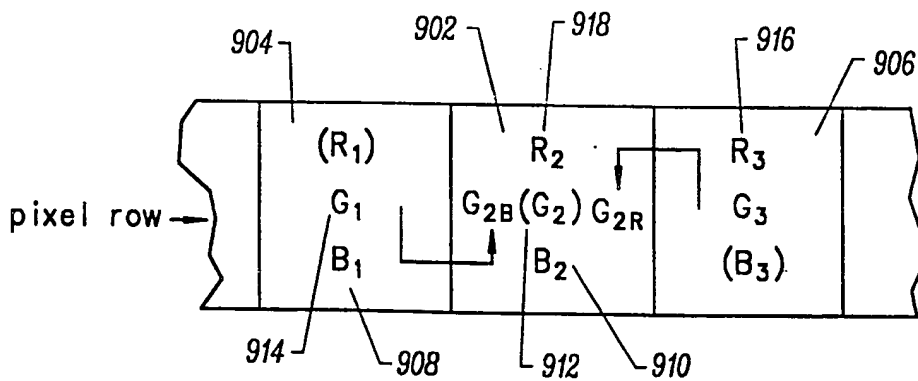 904 902 918 916 906
(R₁) R₂ R₃
pixel row G₁ G₂B(G₂) G₂R G₃
B₁ B₂ (B₃)
914 908 912 910